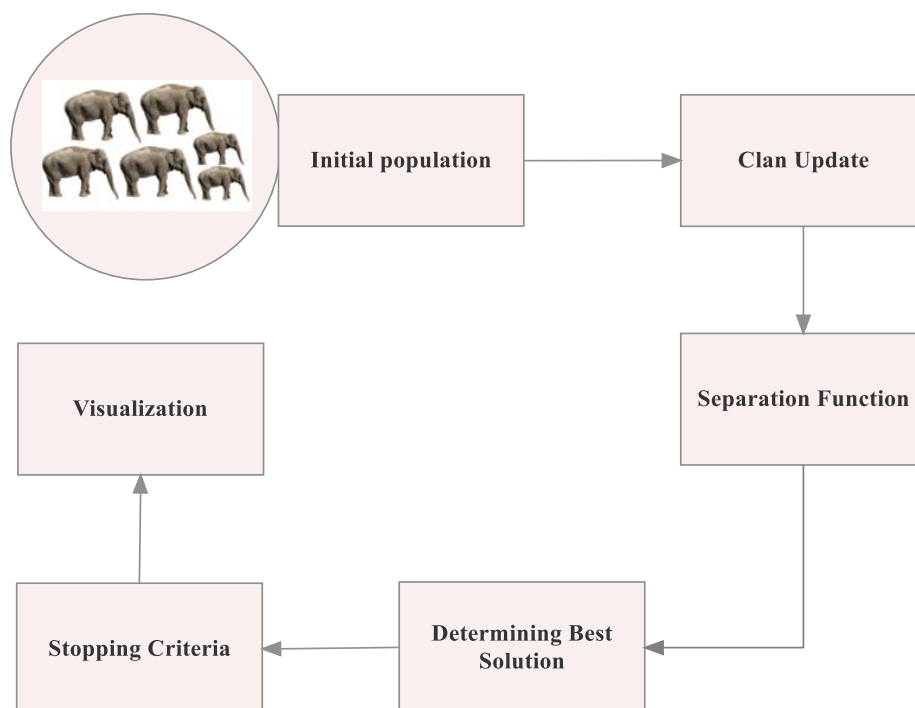 Initial population
Clan Update
Separation Function
Determining Best
Solution
Stopping Criteria
Visualization